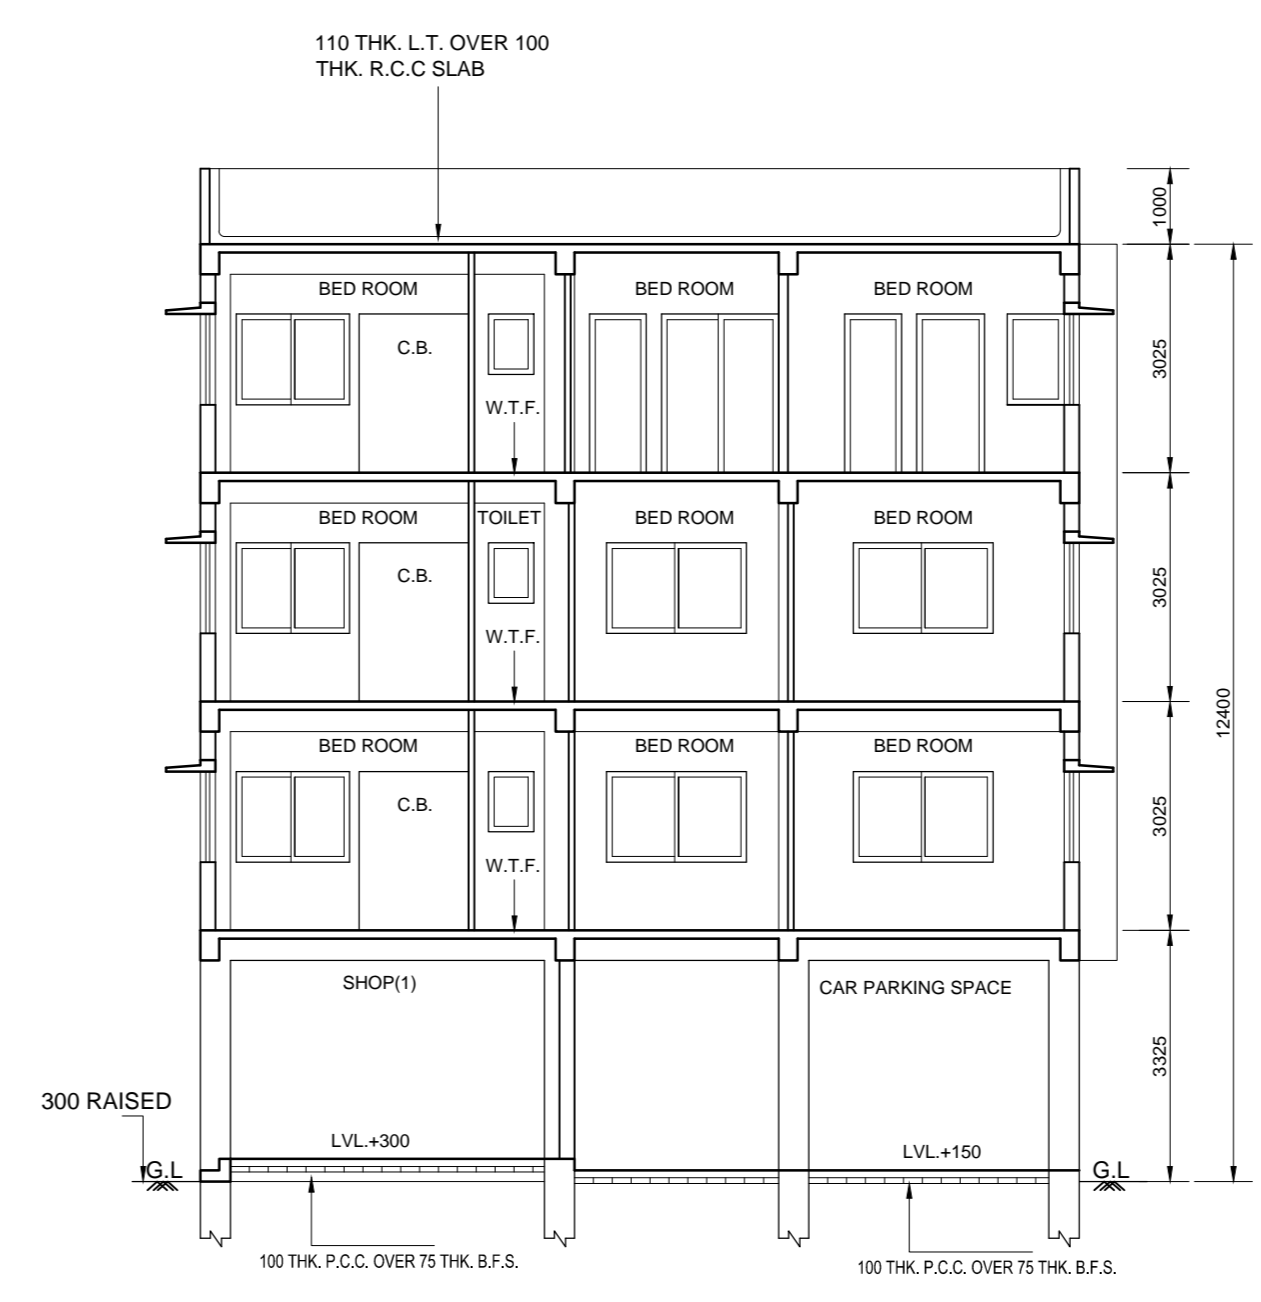 110 THK. L.T. OVER 100
THK. R.C.C SLAB
1000
BED ROOM
BED ROOM
BED ROOM
C.B.
W.T.F.
3025
BED ROOM
TOILET
BED ROOM
BED ROOM
C.B.
W.T.F.
3025
12400
BED ROOM
BED ROOM
BED ROOM
C.B.
W.T.F.
3025
SHOP(1)
CAR PARKING SPACE
3325
300 RAISED
LVL.+300
LVL.+150
G.L
G.L
100 THK. P.C.C. OVER 75 THK. B.F.S.
100 THK. P.C.C. OVER 75 THK. B.F.S.